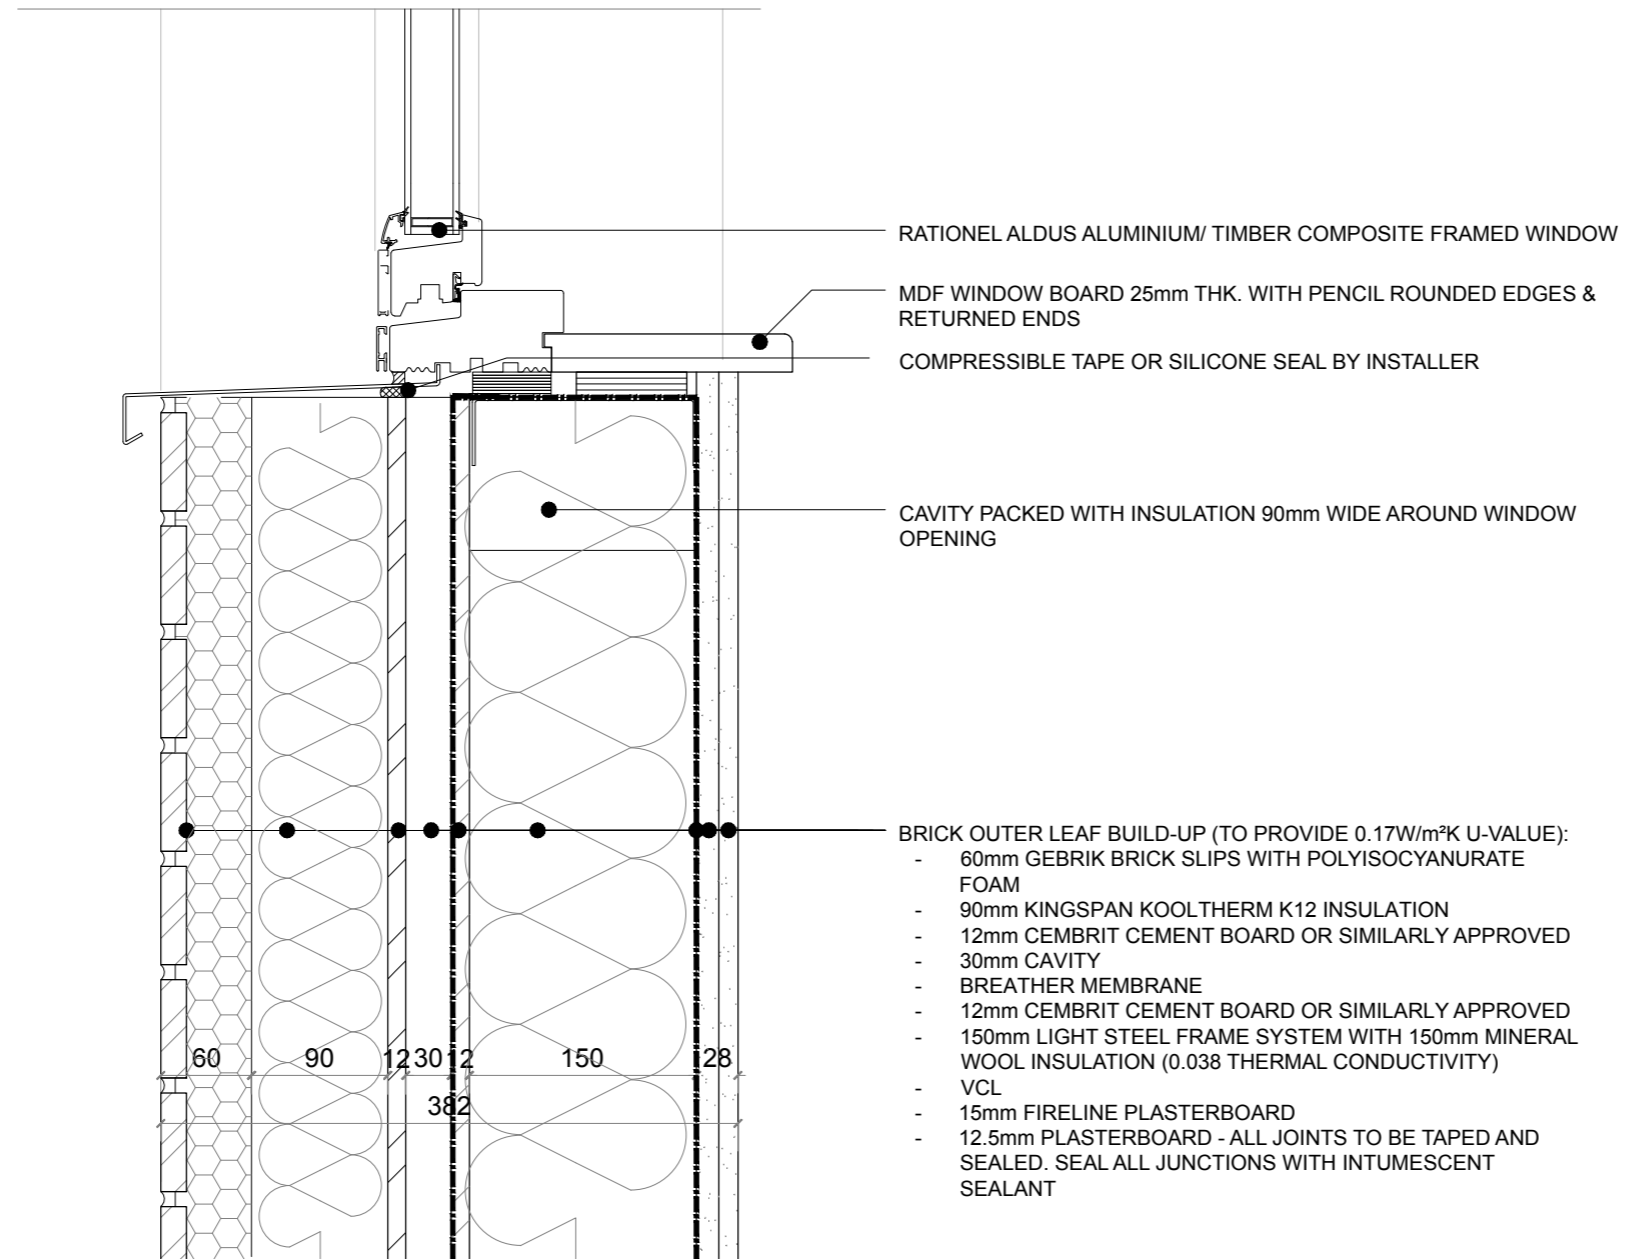 RATIONEL ALDUS ALUMINIUM/ TIMBER COMPOSITE FRAMED WINDOW
MDF WINDOW BOARD 25mm THK. WITH PENCIL ROUNDED EDGES &
RETURNED ENDS
COMPRESSIBLE TAPE OR SILICONE SEAL BY INSTALLER
CAVITY PACKED WITH INSULATION 90mm WIDE AROUND WINDOW
OPENING
BRICK OUTER LEAF BUILD-UP (TO PROVIDE 0.17W/m²K U-VALUE):
- 60mm GEBRIK BRICK SLIPS WITH POLYISOCYANURATE
FOAM
- 90mm KINGSPAN KOOLTHERM K12 INSULATION
- 12mm CEMBRIT CEMENT BOARD OR SIMILARLY APPROVED
- 30mm CAVITY
- BREATHER MEMBRANE
- 12mm CEMBRIT CEMENT BOARD OR SIMILARLY APPROVED
- 150mm LIGHT STEEL FRAME SYSTEM WITH 150mm MINERAL
WOOL INSULATION (0.038 THERMAL CONDUCTIVITY)
- VCL
- 15mm FIRELINE PLASTERBOARD
- 12.5mm PLASTERBOARD - ALL JOINTS TO BE TAPED AND
SEALED. SEAL ALL JUNCTIONS WITH INTUMESCENT
SEALANT
60 90 12 30 12 150 28
382